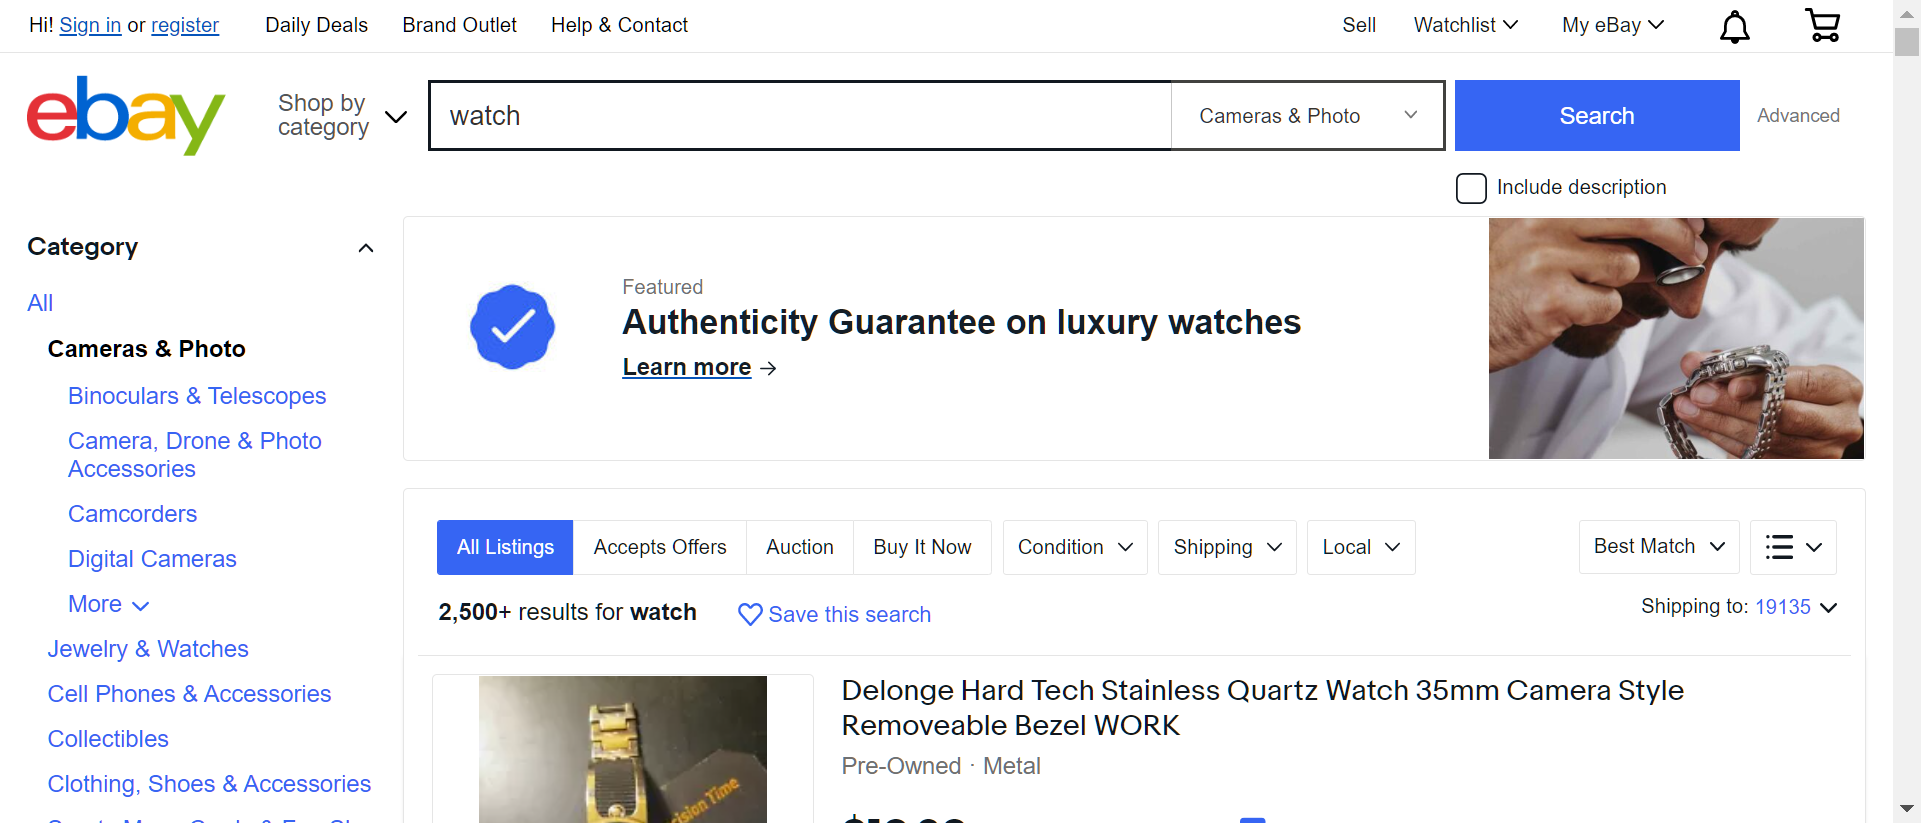 Hi! Sign in or register Daily Deals Brand Outlet Help & Contact Sell Watchlist My eBay
ebay
Shop by category
watch
Cameras & Photo
Search
Advanced
Include description
Category
All
Cameras & Photo
Binoculars & Telescopes
Camera, Drone & Photo
Accessories
Camcorders
Digital Cameras
More
Jewelry & Watches
Cell Phones & Accessories
Collectibles
Clothing, Shoes & Accessories
Featured
Authenticity Guarantee on luxury watches
Learn more
All Listings Accepts Offers Auction Buy It Now Condition Shipping Local Best Match
2,500+ results for watch Save this search Shipping to: 19135
Delonge Hard Tech Stainless Quartz Watch 35mm Camera Style
Removeable Bezel WORK
Pre-Owned · Metal